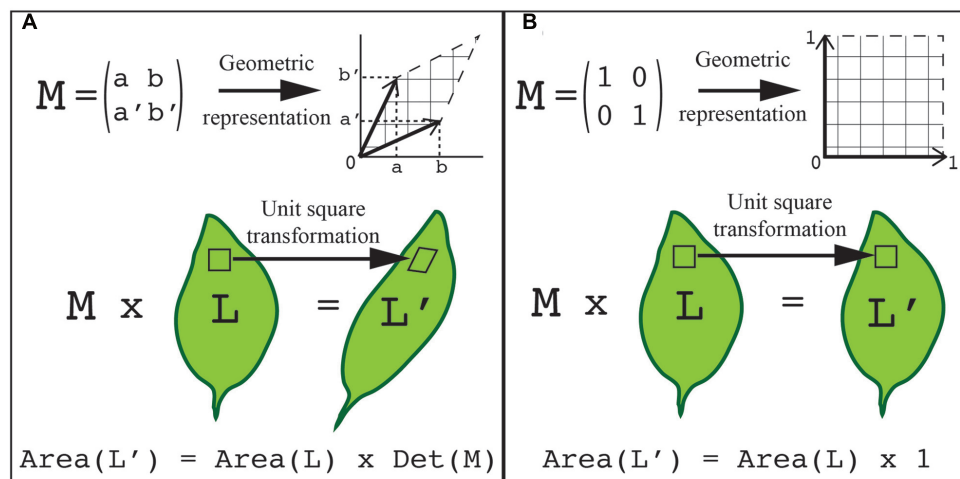 A
M = (a b
a' b')
Geometric
representation
b'
a'
0
a
b
Unit square
transformation
M x L = L'
Area(L') = Area(L) x Det(M)
B
M = (1 0
0 1)
Geometric
representation
1
0
1
Unit square
transformation
M x L = L'
Area(L') = Area(L) x 1